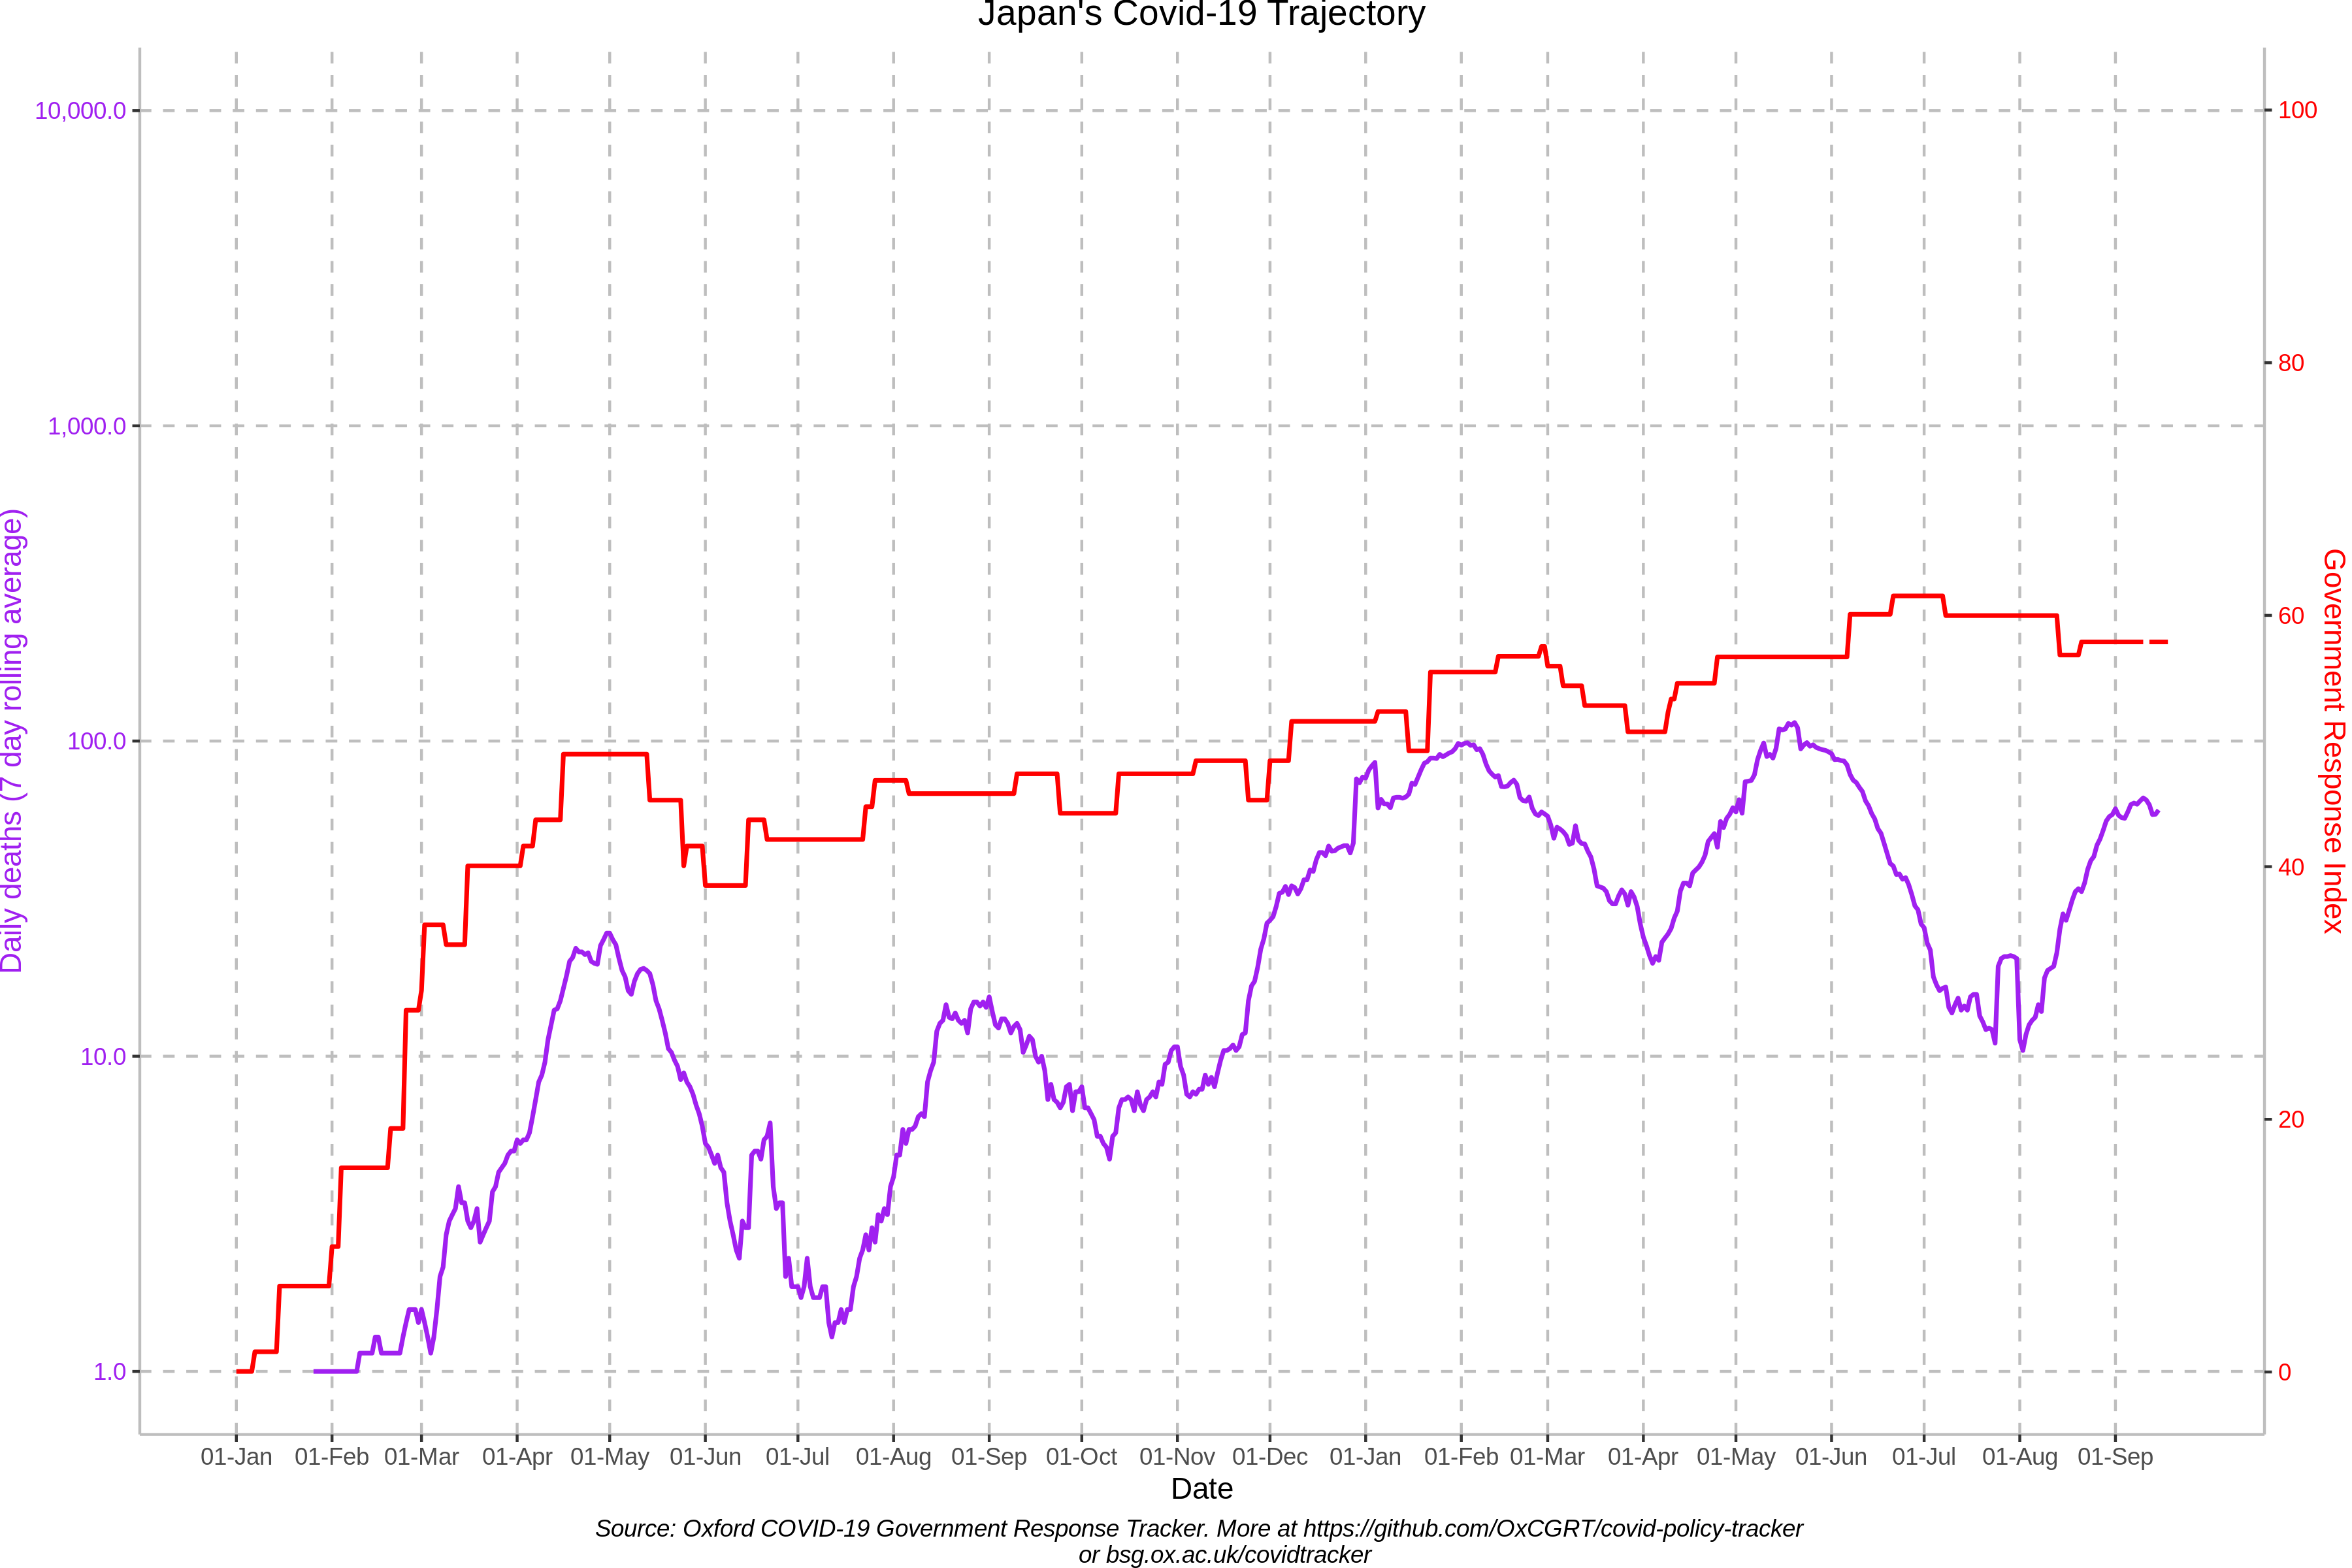 Japan's Covid-19 Trajectory
Daily deaths (7 day rolling average)
10,000.0
1,000.0
100.0
10.0
1.0
100
80
60
40
20
0
Government Response Index
01-Jan 01-Feb 01-Mar 01-Apr 01-May 01-Jun 01-Jul 01-Aug 01-Sep 01-Oct 01-Nov 01-Dec 01-Jan 01-Feb 01-Mar 01-Apr 01-May 01-Jun 01-Jul 01-Aug 01-Sep
Date
Source: Oxford COVID-19 Government Response Tracker. More at https://github.com/OxCGRT/covid-policy-tracker
or bsg.ox.ac.uk/covidtracker